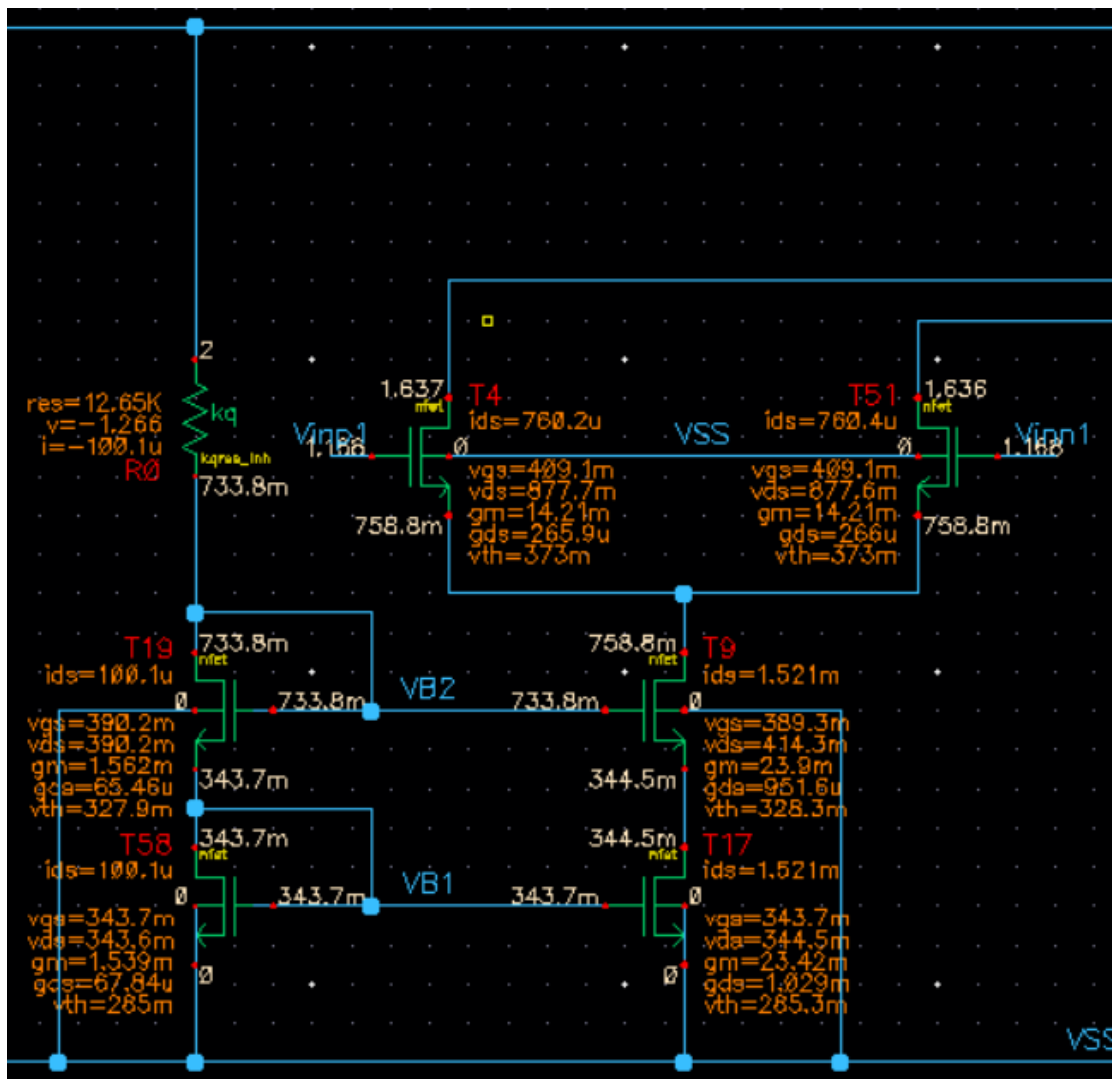 2
res=12.65K
v=-1.266
i=-100.1u
R0
kq
kqres_inh
733.8m
1.637
T4
nfet
ids=760.2u
Vinp1
0
vgs=409.1m
vds=877.7m
gm=14.21m
gds=265.9u
vth=373m
758.8m
VSS
T51
1.636
nfet
ids=760.4u
0
Vinn1
1.168
vgs=409.1m
vds=877.6m
gm=14.21m
gds=266u
vth=373m
758.8m
T19
733.8m
nfet
ids=100.1u
0
733.8m
vgs=390.2m
vds=390.2m
gm=1.562m
gds=65.46u
vth=327.9m
343.7m
VB2
758.8m
T9
nfet
ids=1.521m
733.8m
0
vgs=389.3m
vds=414.3m
gm=23.9m
gds=951.6u
vth=328.3m
344.5m
T58
343.7m
nfet
ids=100.1u
0
343.7m
vgs=343.7m
vds=343.6m
gm=1.539m
gds=67.84u
vth=285m
0
VB1
344.5m
T17
nfet
ids=1.521m
343.7m
0
vgs=343.7m
vds=344.5m
gm=23.42m
gds=1.029m
vth=285.3m
0
VSS